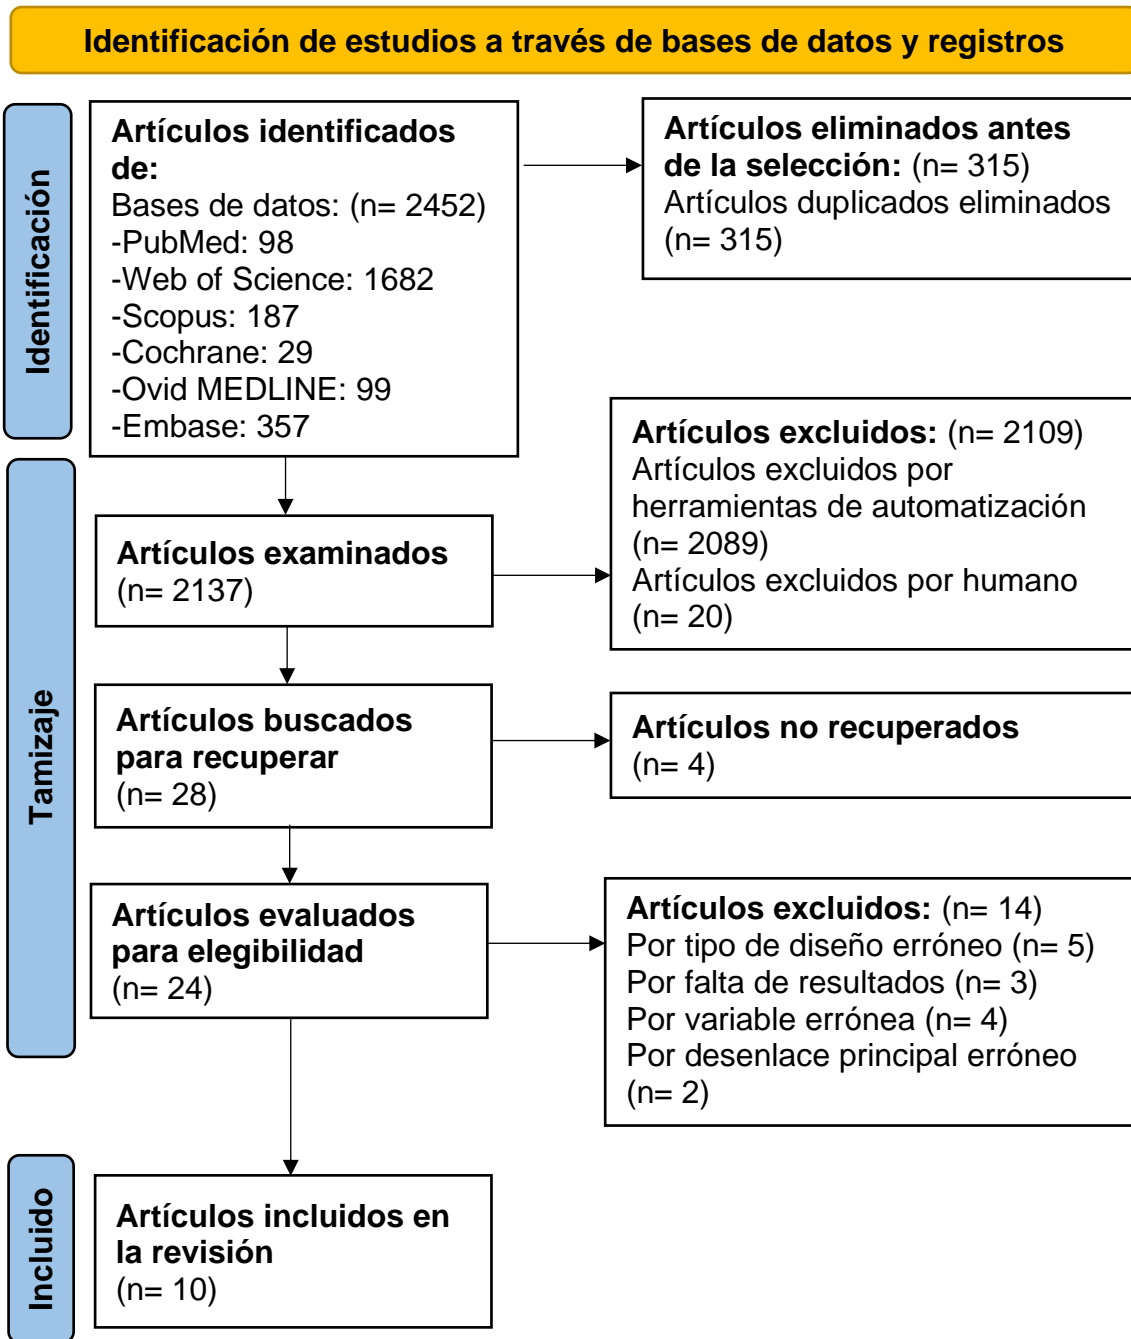 Identificación de estudios a través de bases de datos y registros
Identificación
Artículos identificados
de:
Bases de datos: (n= 2452)
-PubMed: 98
-Web of Science: 1682
-Scopus: 187
-Cochrane: 29
-Ovid MEDLINE: 99
-Embase: 357
Artículos eliminados antes
de la selección: (n= 315)
Artículos duplicados eliminados
(n= 315)
Tamizaje
Artículos examinados
(n= 2137)
Artículos excluidos: (n= 2109)
Artículos excluidos por
herramientas de automatización
(n= 2089)
Artículos excluidos por humano
(n= 20)
Artículos buscados
para recuperar
(n= 28)
Artículos no recuperados
(n= 4)
Artículos evaluados
para elegibilidad
(n= 24)
Artículos excluidos: (n= 14)
Por tipo de diseño erróneo (n= 5)
Por falta de resultados (n= 3)
Por variable errónea (n= 4)
Por desenlace principal erróneo
(n= 2)
Incluido
Artículos incluidos en
la revisión
(n= 10)